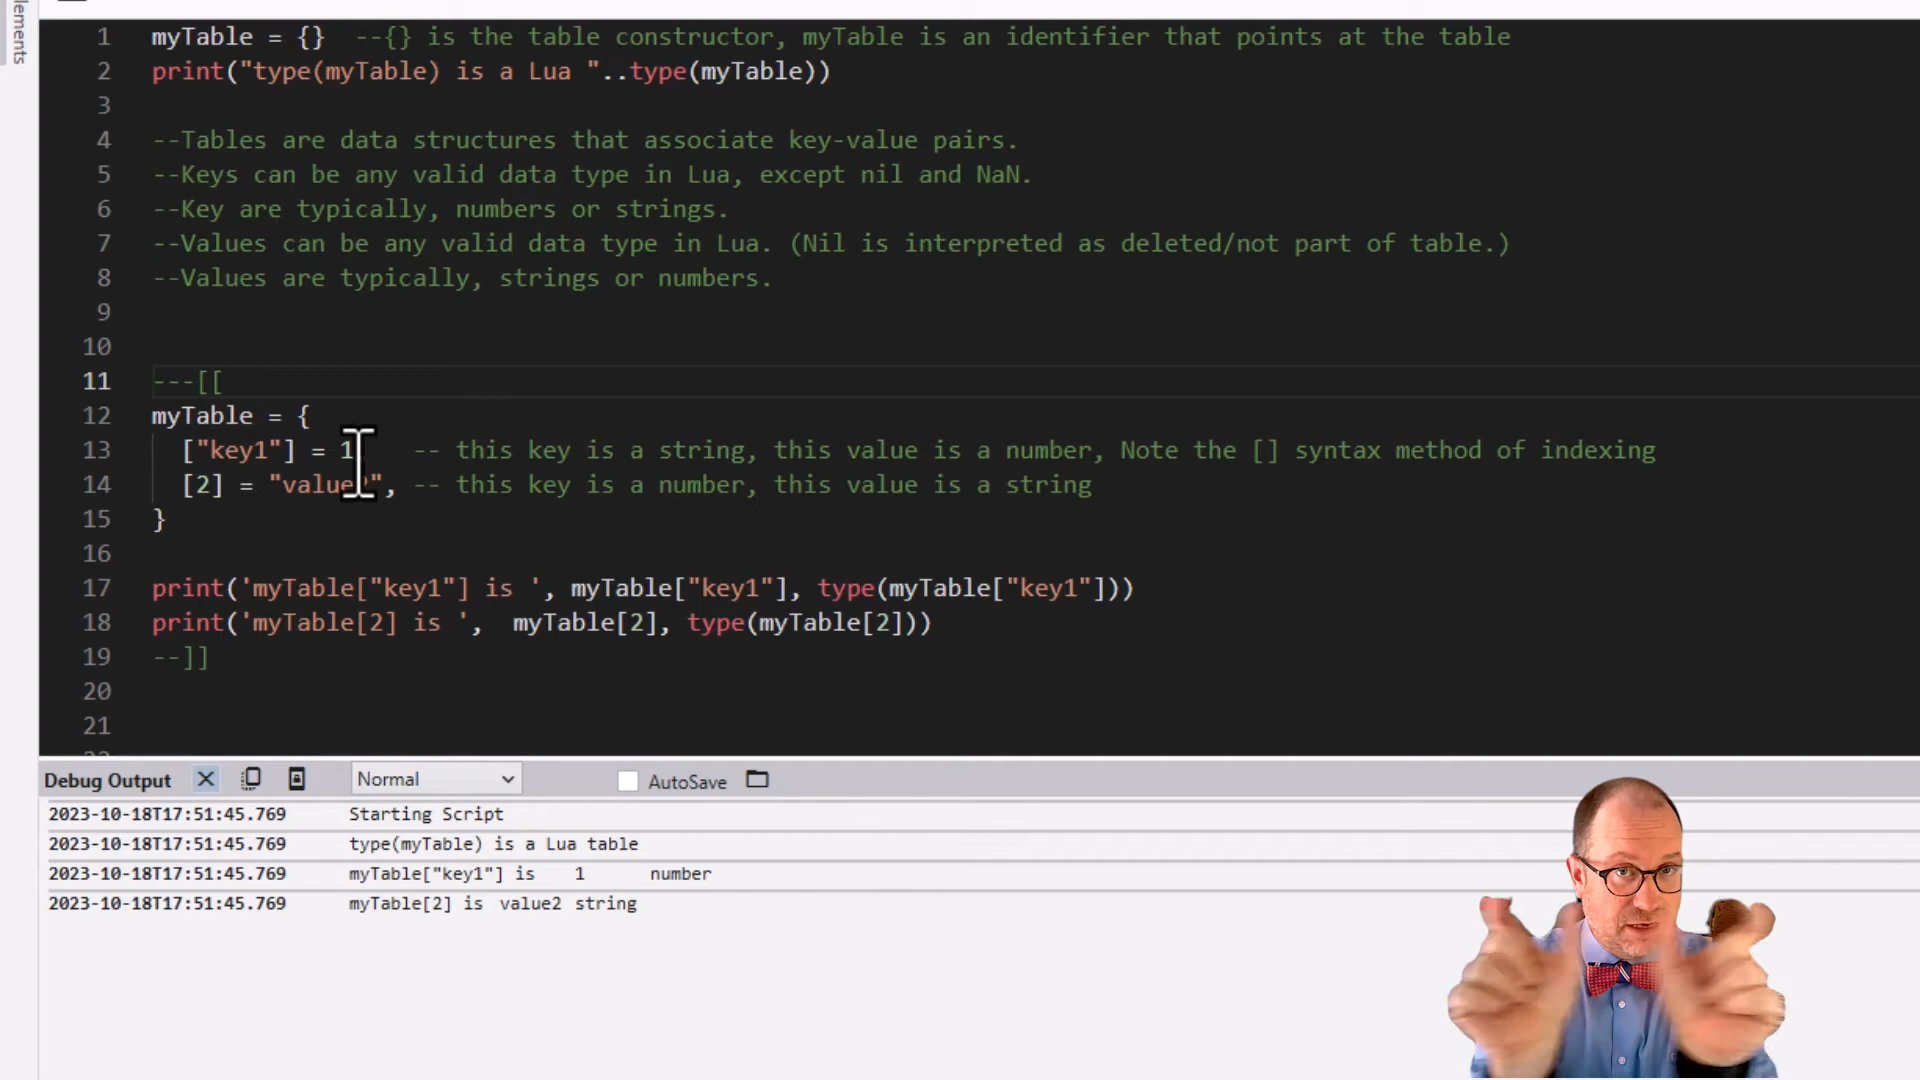 lements
1 myTable = {}  --{} is the table constructor, myTable is an identifier that points at the table
2 print("type(myTable) is a Lua "..type(myTable))
3
4 --Tables are data structures that associate key-value pairs.
5 --Keys can be any valid data type in Lua, except nil and NaN.
6 --Key are typically, numbers or strings.
7 --Values can be any valid data type in Lua. (Nil is interpreted as deleted/not part of table.)
8 --Values are typically, strings or numbers.
9
10
11 ---[[
12 myTable = {
13 ["key1"] = 1 -- this key is a string, this value is a number, Note the [] syntax method of indexing
14 [2] = "value", -- this key is a number, this value is a string
15 }
16
17 print('myTable["key1"] is ', myTable["key1"], type(myTable["key1"]))
18 print('myTable[2] is ',  myTable[2], type(myTable[2]))
19 --]]
20
21
Debug Output Normal AutoSave
2023-10-18T17:51:45.769 Starting Script
2023-10-18T17:51:45.769 type(myTable) is a Lua table
2023-10-18T17:51:45.769 myTable["key1"] is 1 number
2023-10-18T17:51:45.769 myTable[2] is value2 string